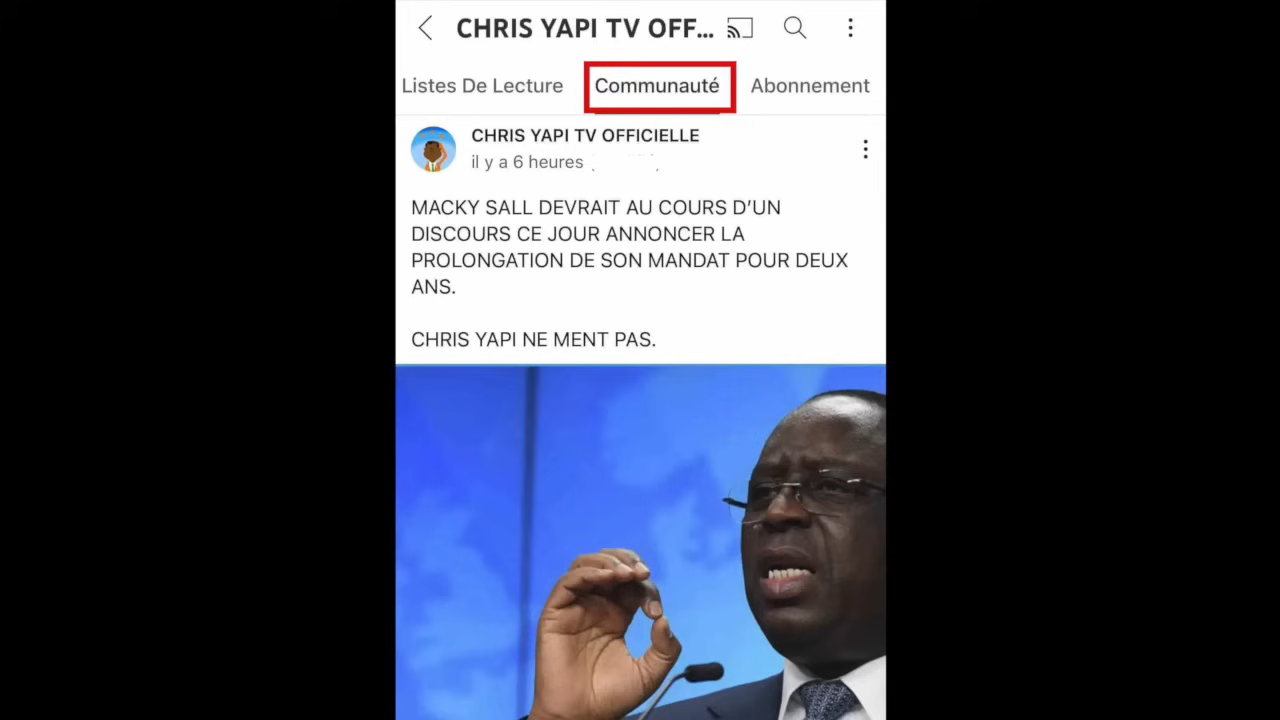 CHRIS YAPI TV OFF...
Listes De Lecture Communauté Abonnement
CHRIS YAPI TV OFFICIELLE
il y a 6 heures
MACKY SALL DEVRAIT AU COURS D’UN
DISCOURS CE JOUR ANNONCER LA
PROLONGATION DE SON MANDAT POUR DEUX
ANS.
CHRIS YAPI NE MENT PAS.